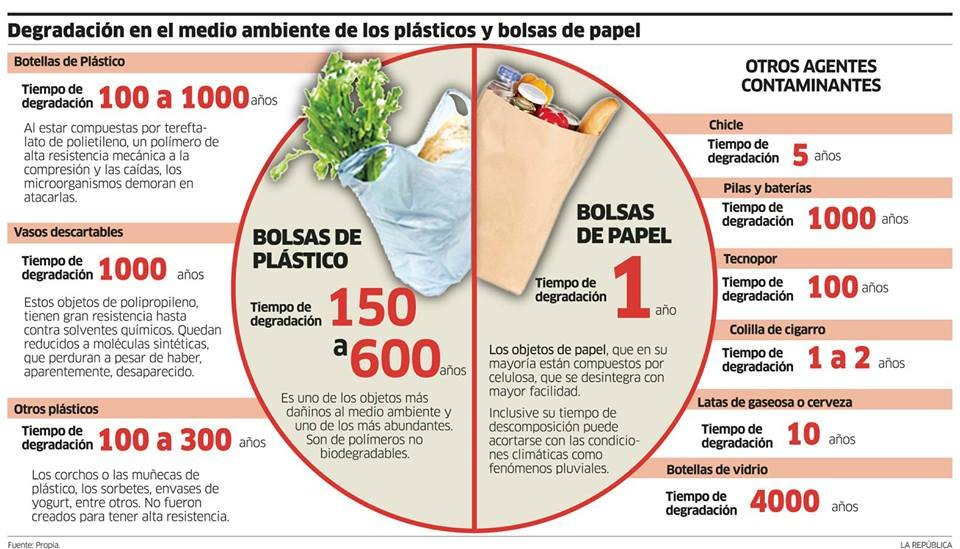 Degradación en el medio ambiente de los plásticos y bolsas de papel
Botellas de Plástico
Tiempo de
degradación 100 a 1000 años
Al estar compuestas por terefta-
lato de polietileno, un polímero de
alta resistencia mecánica a la
compresión y las caídas, los
microorganismos demoran en
atacarlas.
Vasos descartables
Tiempo de
degradación 1000 años
Estos objetos de polipropileno,
tienen gran resistencia hasta
contra solventes químicos. Quedan
reducidos a moléculas sintéticas,
que perduran a pesar de haber,
aparentemente, desaparecido.
Otros plásticos
Tiempo de
degradación 100 a 300 años
Los corchos o las muñecas de
plástico, los sorbetes, envases de
yogurt, entre otros. No fueron
creados para tener alta resistencia.
BOLSAS DE
PLÁSTICO
Tiempo de
degradación 150
a 600 años
Es uno de los objetos más
dañinos al medio ambiente y
uno de los más abundantes.
Son de polímeros no
biodegradables.
BOLSAS
DE PAPEL
Tiempo de
degradación 1 año
Los objetos de papel, que en su
mayoría están compuestos por
celulosa, que se desintegra con
mayor facilidad.
Inclusive su tiempo de
descomposición puede
acortarse con las condicio-
nes climáticas como
fenómenos pluviales.
OTROS AGENTES
CONTAMINANTES
Chicle
Tiempo de
degradación 5 años
Pilas y baterías
Tiempo de
degradación 1000 años
Tecnopor
Tiempo de
degradación 100 años
Colilla de cigarro
Tiempo de
degradación 1 a 2 años
Latas de gaseosa o cerveza
Tiempo de
degradación 10 años
Botellas de vidrio
Tiempo de
degradación 4000 años
Fuente: Propia.
LA REPÚBLICA